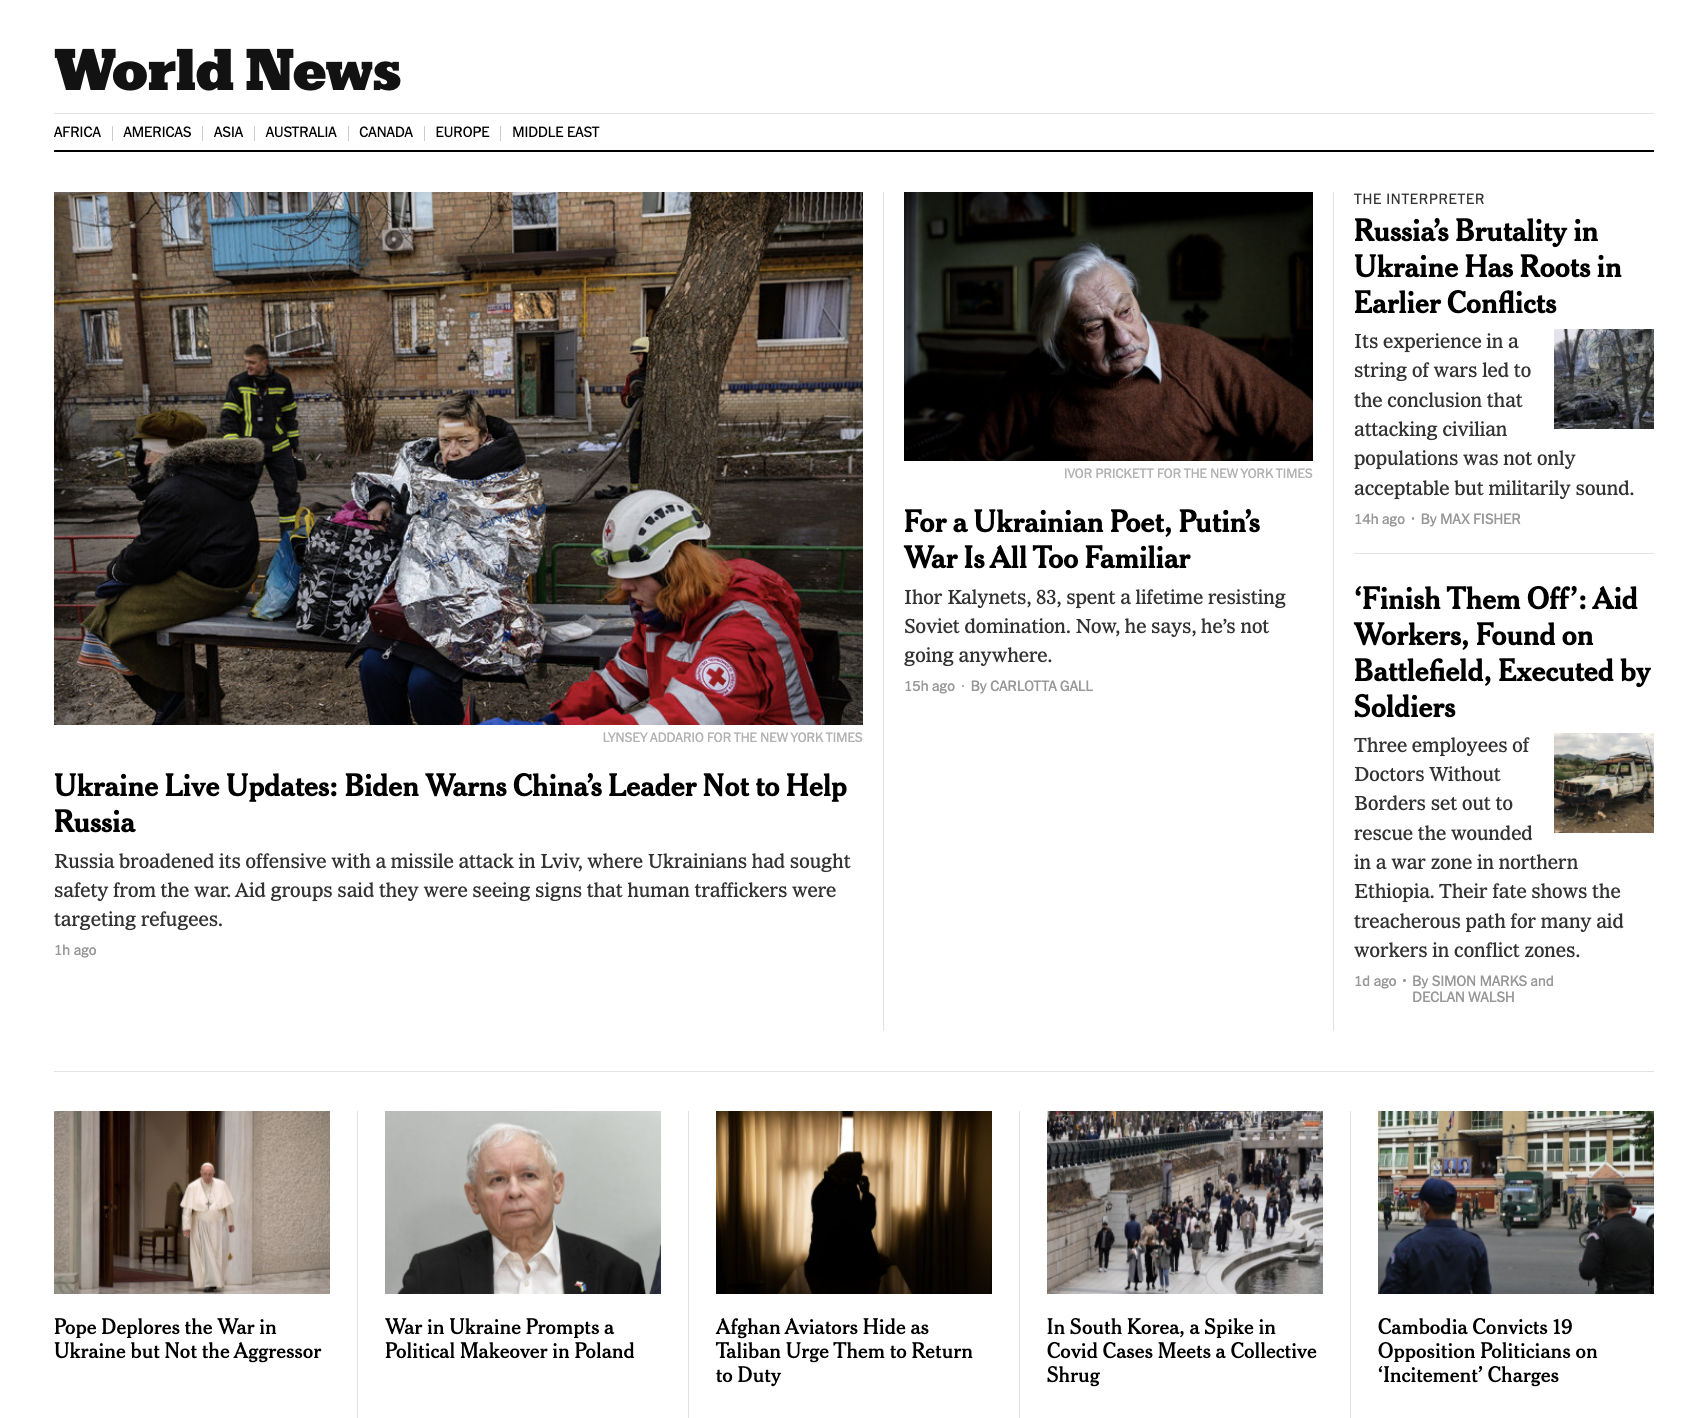 World News
AFRICA
AMERICAS
ASIA
AUSTRALIA
CANADA
EUROPE
MIDDLE EAST
LYNSEY ADDARIO FOR THE NEW YORK TIMES
Ukraine Live Updates: Biden Warns China’s Leader Not to Help
Russia
Russia broadened its offensive with a missile attack in Lviv, where Ukrainians had sought
safety from the war. Aid groups said they were seeing signs that human traffickers were
targeting refugees.
1h ago
IVOR PRICKETT FOR THE NEW YORK TIMES
For a Ukrainian Poet, Putin’s
War Is All Too Familiar
Ihor Kalynets, 83, spent a lifetime resisting
Soviet domination. Now, he says, he’s not
going anywhere.
15h ago · By CARLOTTA GALL
THE INTERPRETER
Russia’s Brutality in
Ukraine Has Roots in
Earlier Conflicts
Its experience in a
string of wars led to
the conclusion that
attacking civilian
populations was not only
acceptable but militarily sound.
14h ago · By MAX FISHER
‘Finish Them Off’: Aid
Workers, Found on
Battlefield, Executed by
Soldiers
Three employees of
Doctors Without
Borders set out to
rescue the wounded
in a war zone in northern
Ethiopia. Their fate shows the
treacherous path for many aid
workers in conflict zones.
1d ago · By SIMON MARKS and
DECLAN WALSH
Pope Deplores the War in
Ukraine but Not the Aggressor
War in Ukraine Prompts a
Political Makeover in Poland
Afghan Aviators Hide as
Taliban Urge Them to Return
to Duty
In South Korea, a Spike in
Covid Cases Meets a Collective
Shrug
Cambodia Convicts 19
Opposition Politicians on
‘Incitement’ Charges